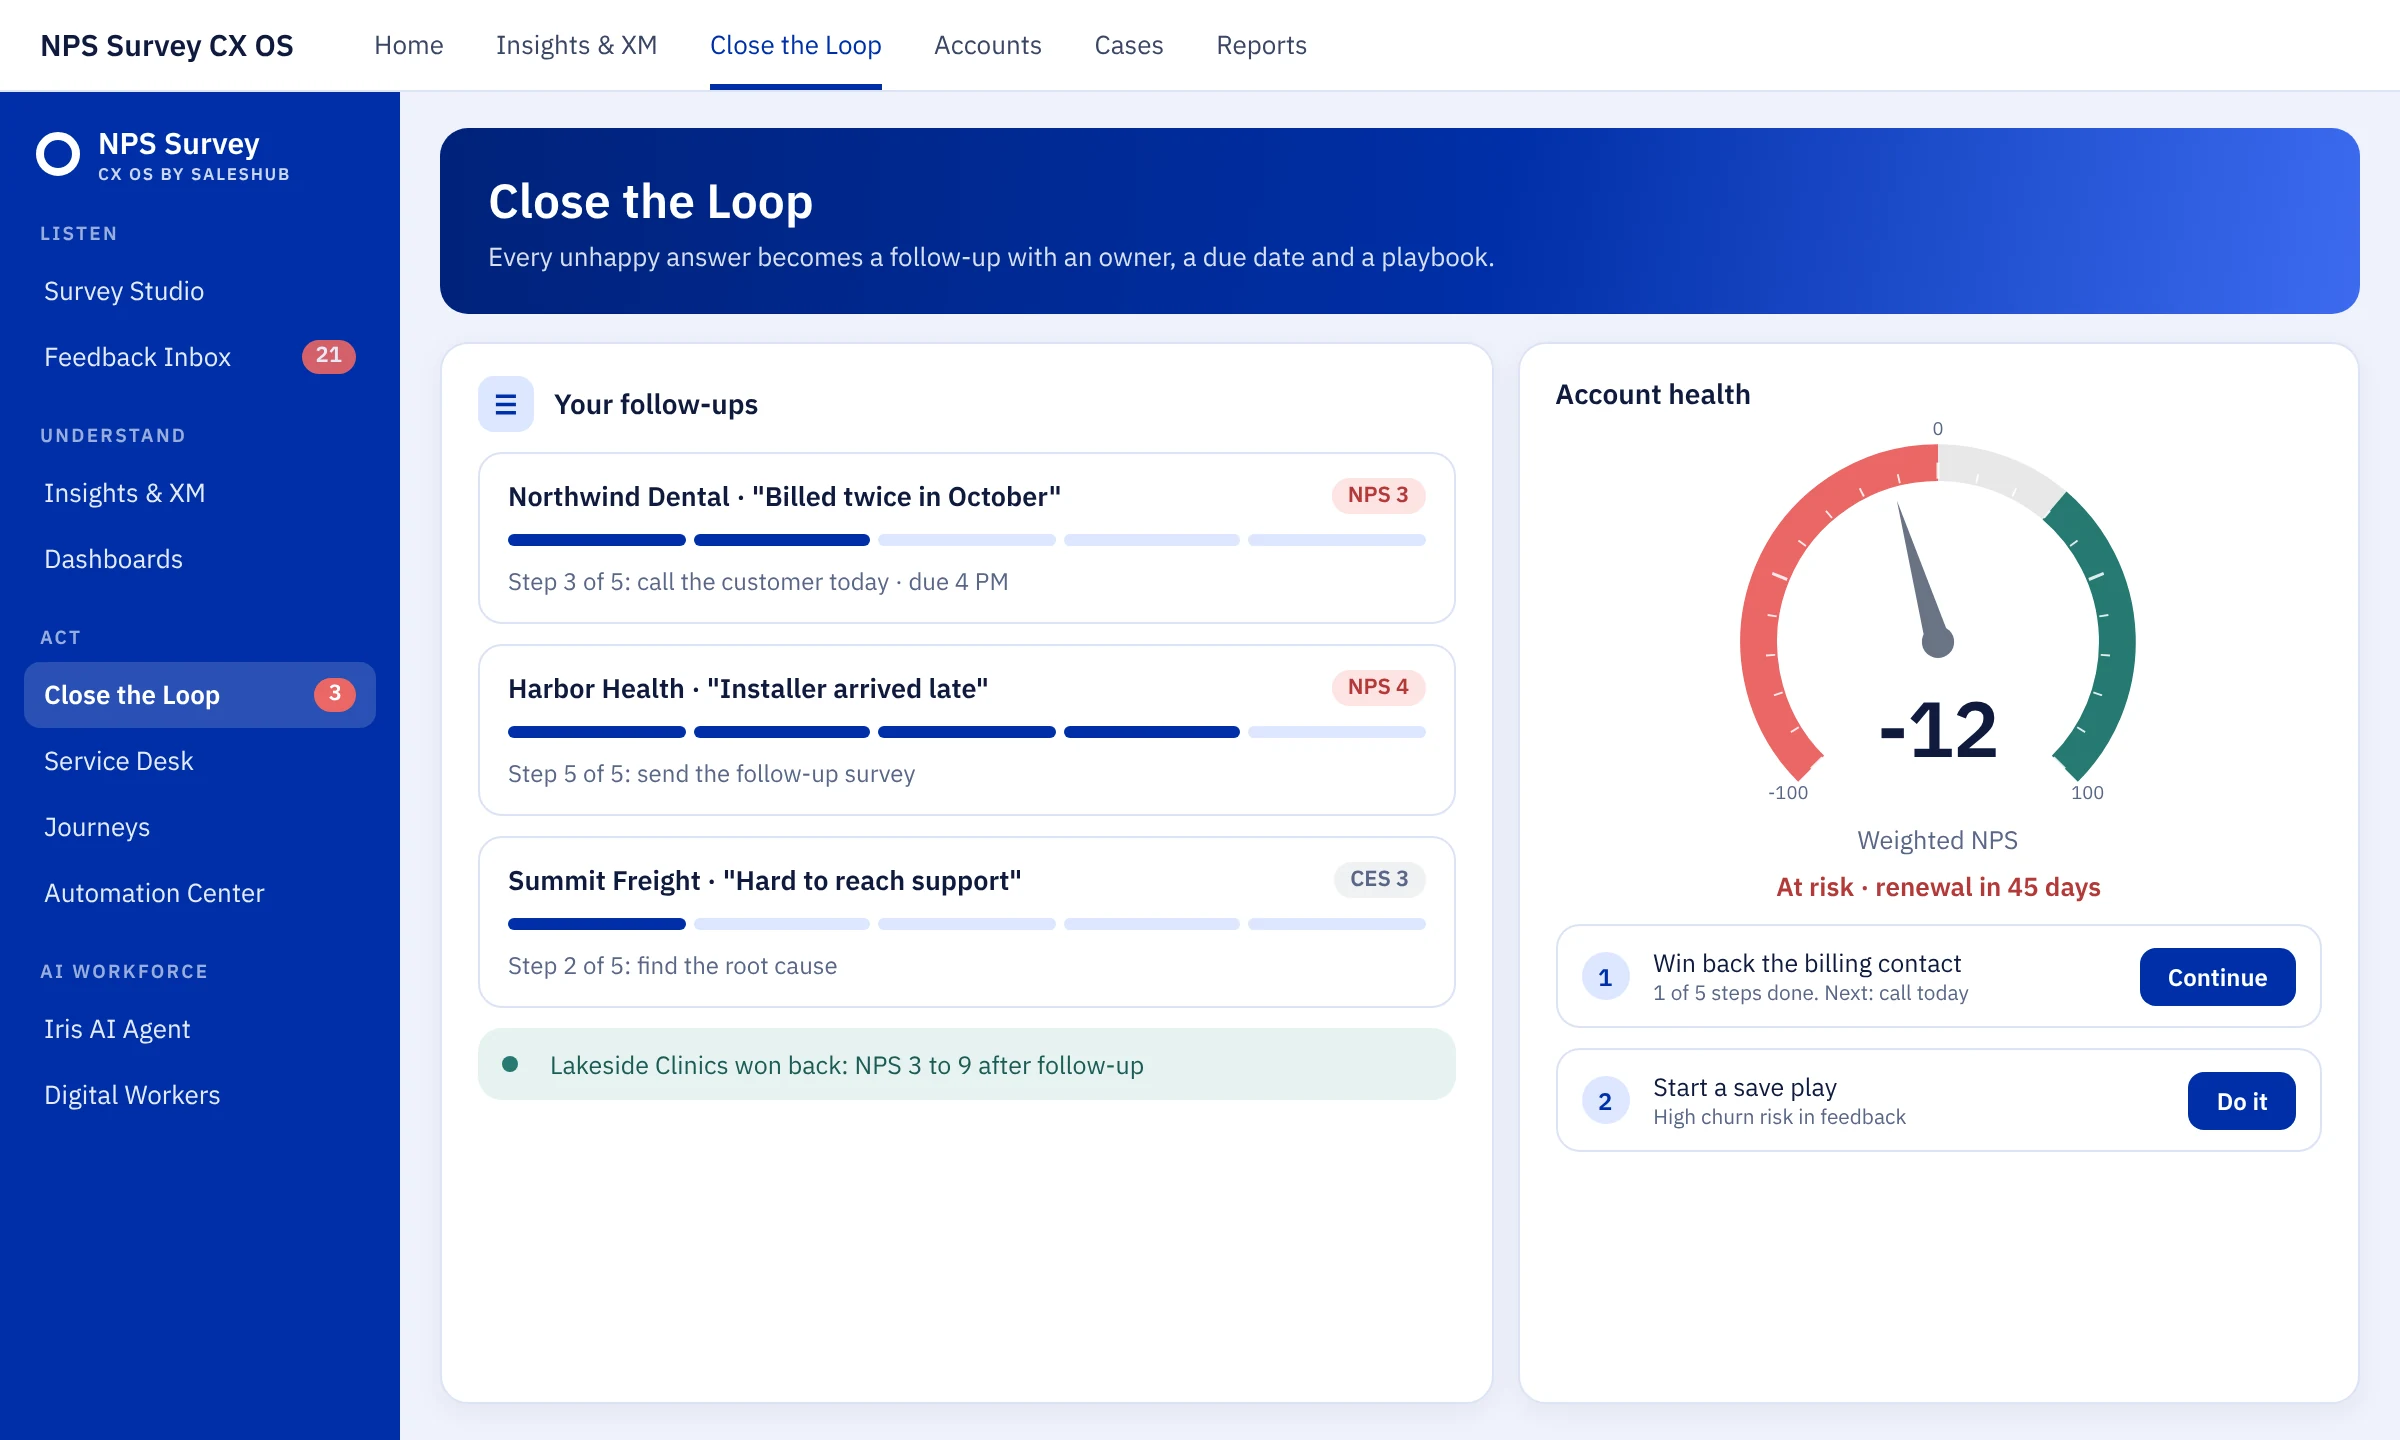 NPS Survey CX OS
Home
Insights & XM
Close the Loop
Accounts
Cases
Reports
NPS Survey
CX OS BY SALESHUB
LISTEN
Survey Studio
Feedback Inbox
21
UNDERSTAND
Insights & XM
Dashboards
ACT
Close the Loop
3
Service Desk
Journeys
Automation Center
AI WORKFORCE
Iris AI Agent
Digital Workers
Close the Loop
Every unhappy answer becomes a follow-up with an owner, a due date and a playbook.
Your follow-ups
Northwind Dental · "Billed twice in October"
NPS 3
Step 3 of 5: call the customer today · due 4 PM
Harbor Health · "Installer arrived late"
NPS 4
Step 5 of 5: send the follow-up survey
Summit Freight · "Hard to reach support"
CES 3
Step 2 of 5: find the root cause
Lakeside Clinics won back: NPS 3 to 9 after follow-up
Account health
0
-12
-100
100
Weighted NPS
At risk · renewal in 45 days
1
Win back the billing contact
1 of 5 steps done. Next: call today
Continue
2
Start a save play
High churn risk in feedback
Do it